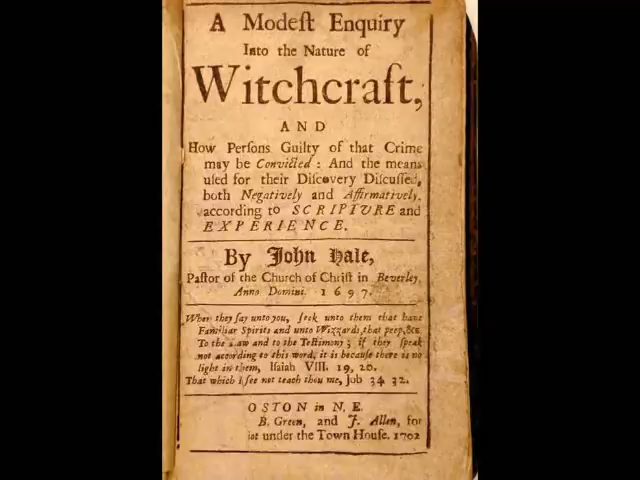 A Modeſt Enquiry
Into the Nature of
Witchcraft,
AND
How Perſons Guilty of that Crime
may be Convicted: And the means
uſed for their Diſcovery Diſcuſſed,
both Negatively and Affirmatively,
according to SCRIPTURE and
EXPERIENCE.
By John Hale,
Paſtor of the Church of Chriſt in Beverley,
Anno Domini. 1697.
When they ſay unto you, ſeek unto them that have
Familiar Spirits and unto Wizzards, that peep, &c.
To the Law and to the Teſtimony; if they ſpeak
not according to this word, it is becauſe there is no
light in them, Iſaiah VIII. 19, 20.
That which I ſee not teach thou me, Job 34 32.
OSTON in N. E.
B. Green, and J. Allen, for
under the Town Houſe. 1702